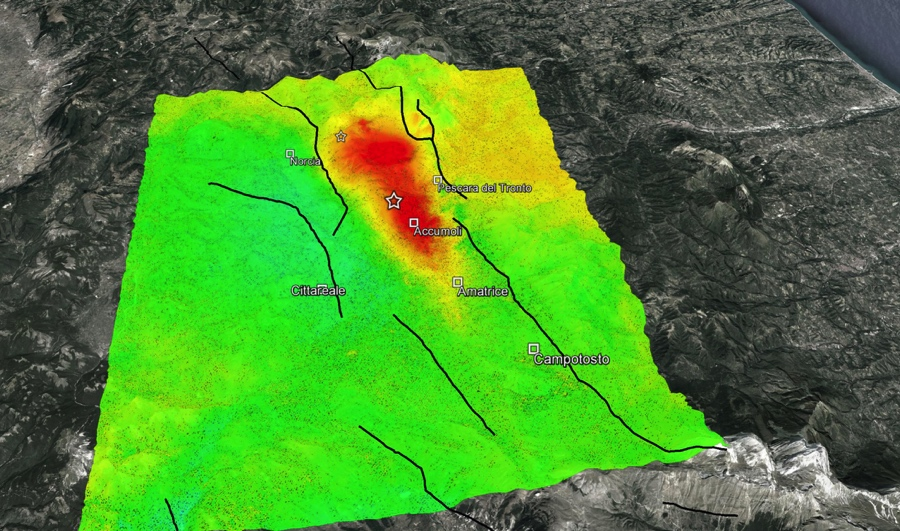 Norcia
Pescara del Tronto
Accumoli
Cittareale
Amatrice
Campotosto